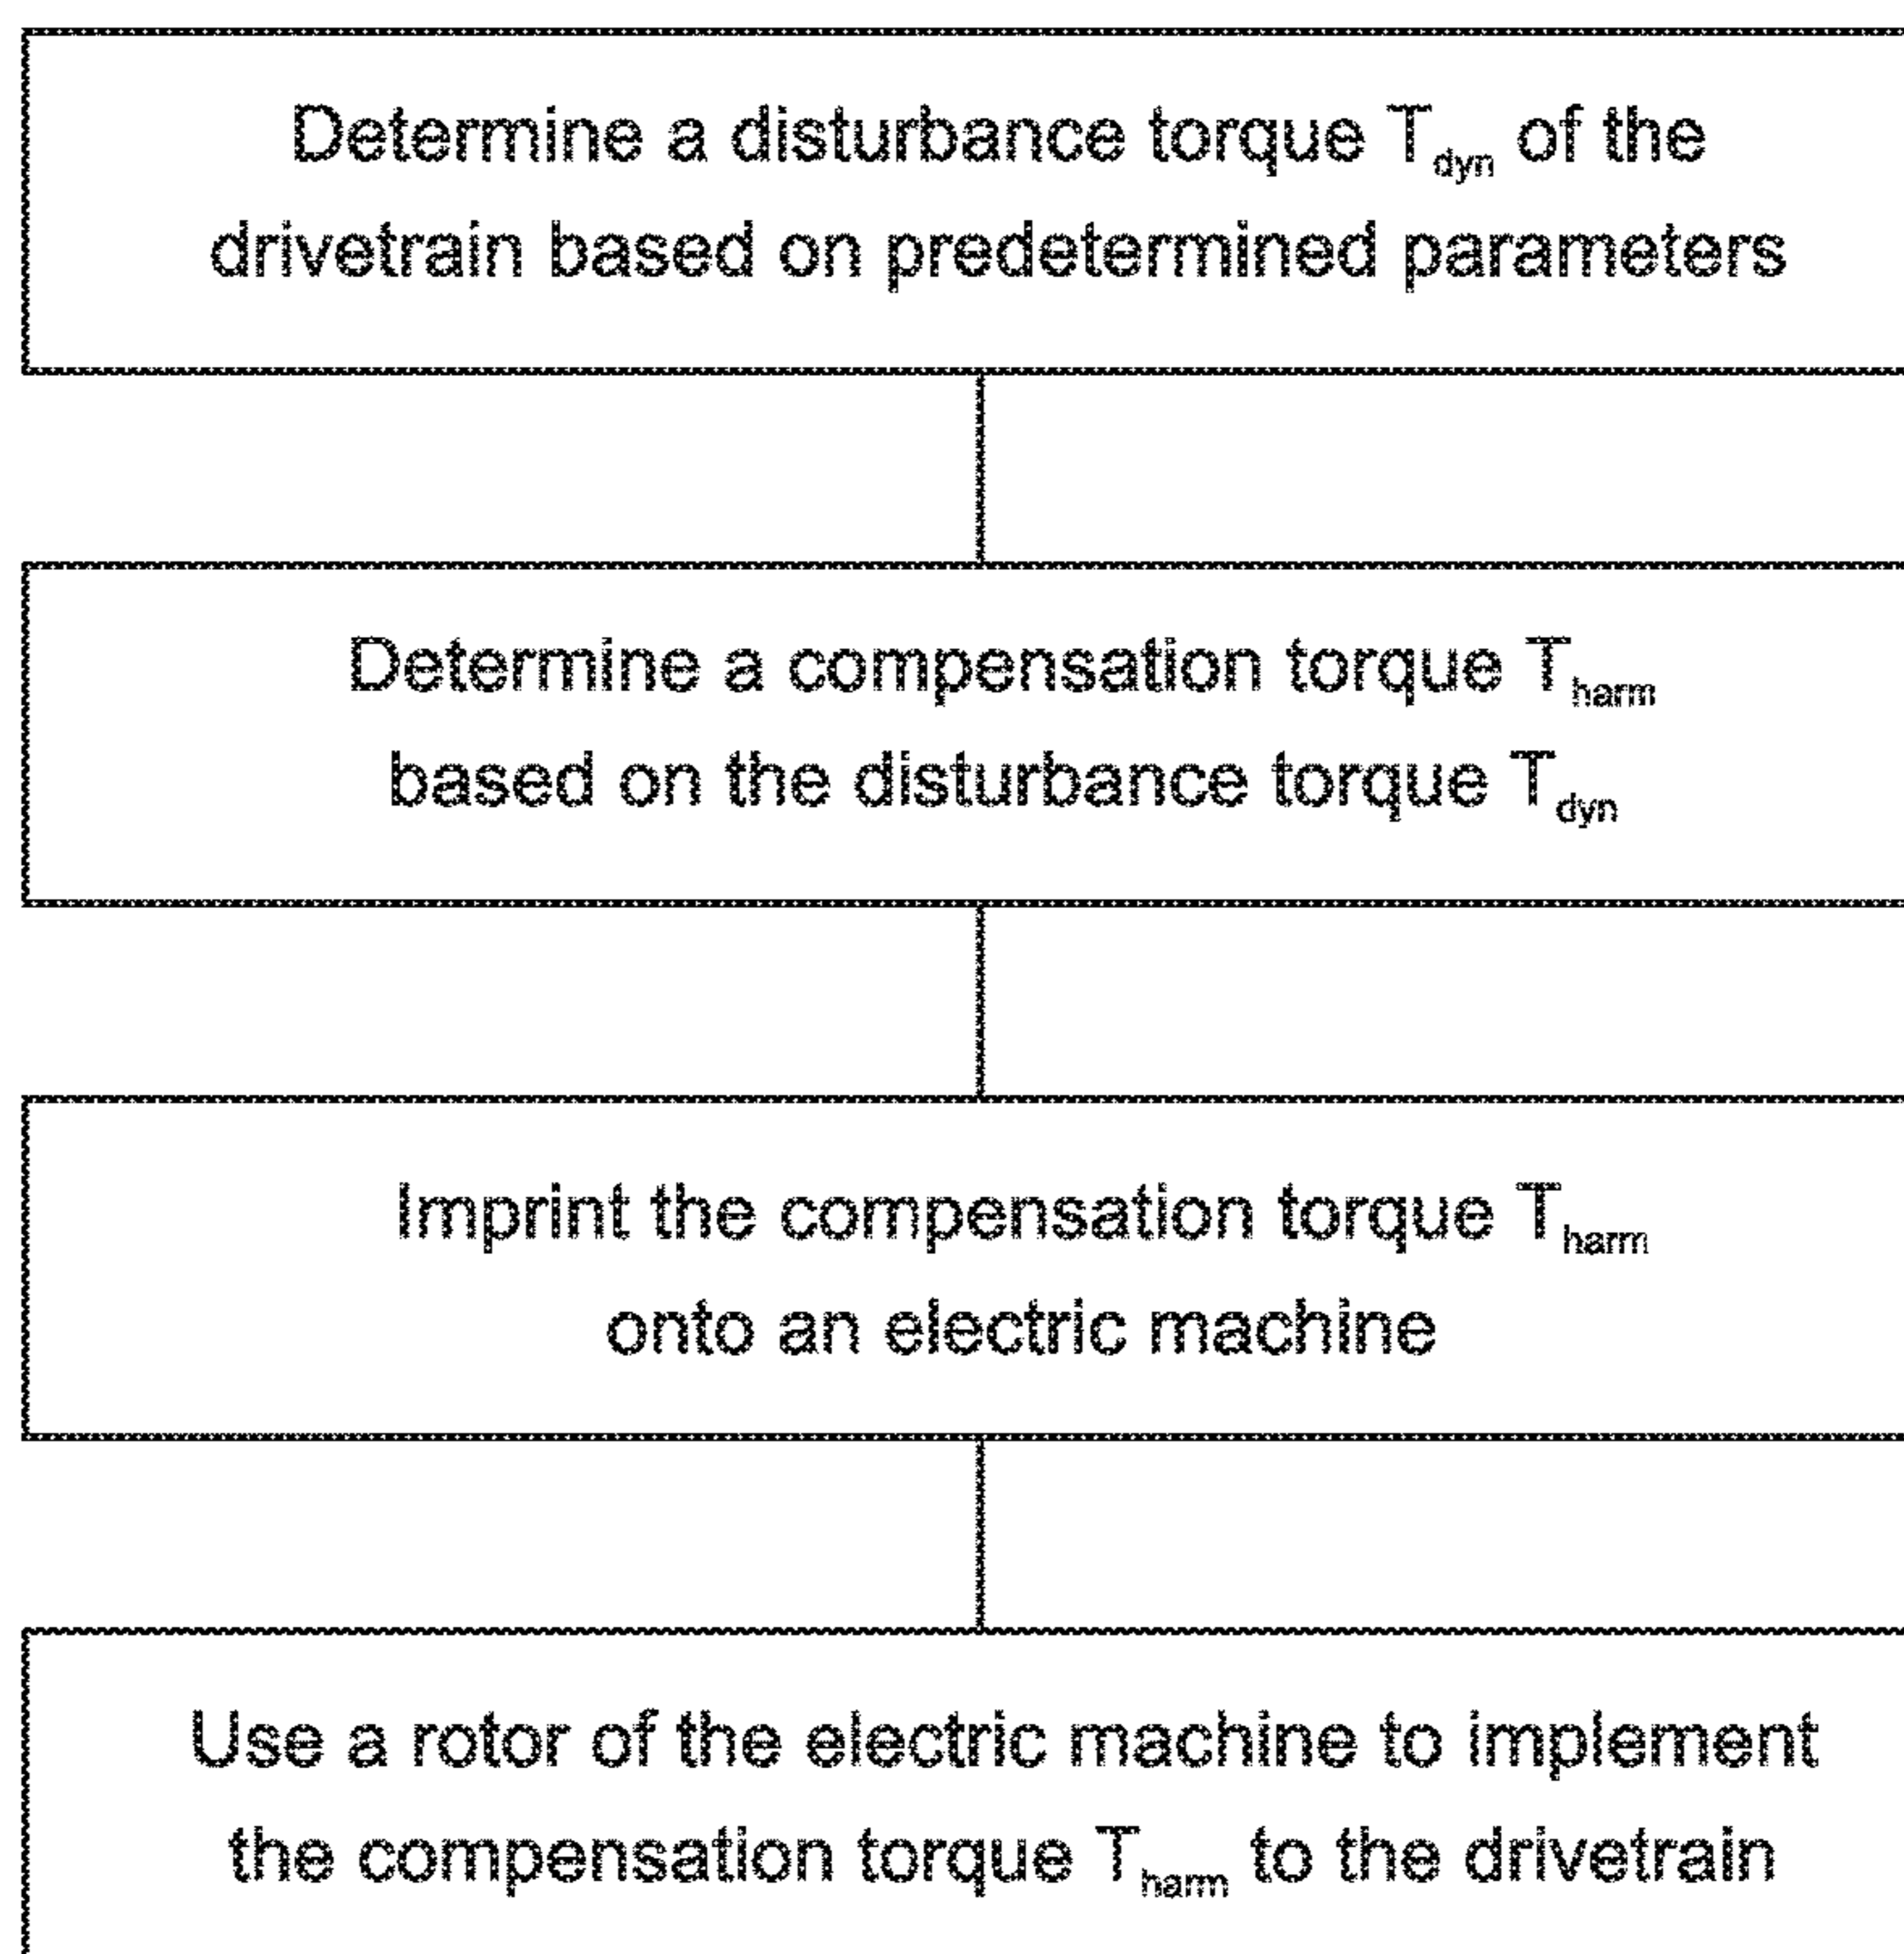 Determine a disturbance torque T_dyn of the
drivetrain based on predetermined parameters
Determine a compensation torque T_harm
based on the disturbance torque T_dyn
Imprint the compensation torque T_harm
onto an electric machine
Use a rotor of the electric machine to implement
the compensation torque T_harm to the drivetrain